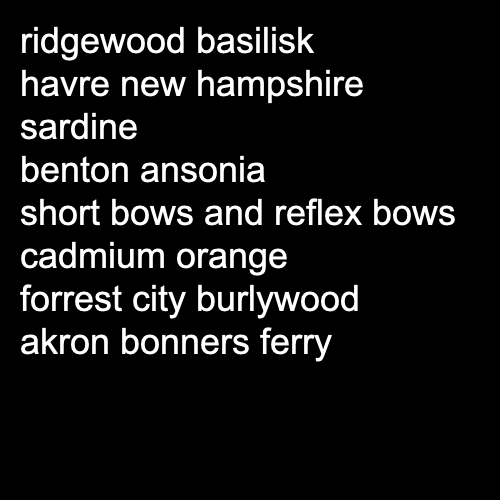 ridgewood basilisk
havre new hampshire
sardine
benton ansonia
short bows and reflex bows
cadmium orange
forrest city burlywood
akron bonners ferry